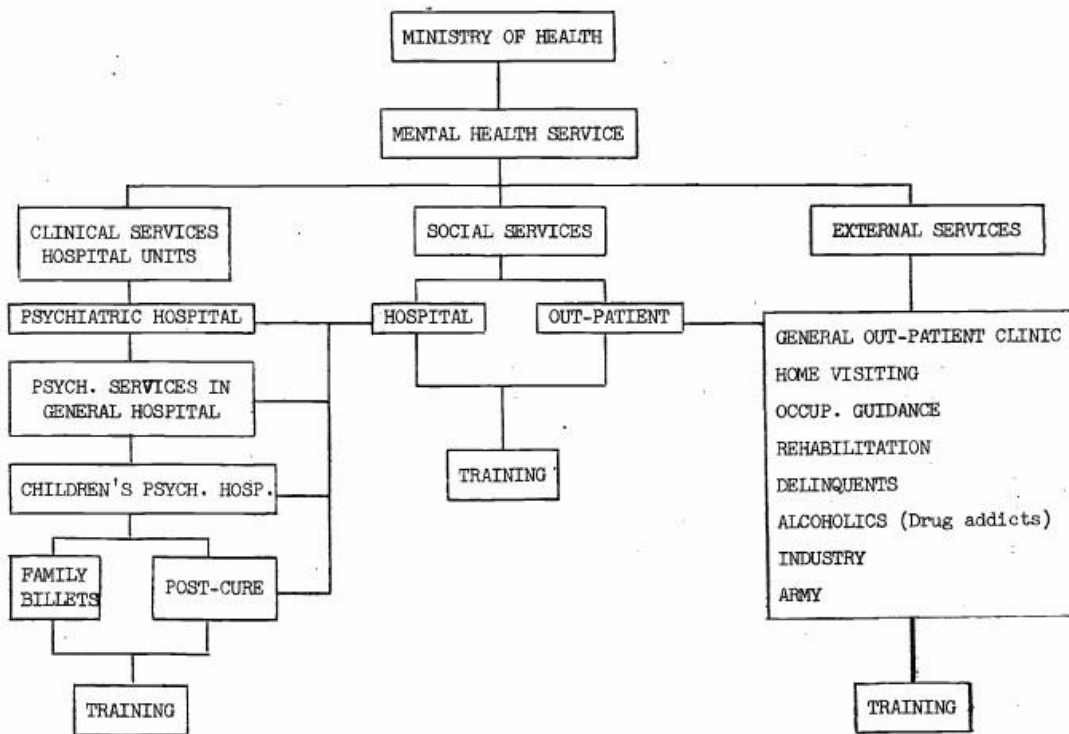 MINISTRY OF HEALTH
MENTAL HEALTH SERVICE
CLINICAL SERVICES
HOSPITAL UNITS
SOCIAL SERVICES
EXTERNAL SERVICES
PSYCHIATRIC HOSPITAL
HOSPITAL
OUT-PATIENT
PSYCH. SERVICES IN
GENERAL HOSPITAL
CHILDREN'S PSYCH. HOSP.
FAMILY
BILLETS
POST-CURE
TRAINING
TRAINING
GENERAL OUT-PATIENT CLINIC
HOME VISITING
OCCUP. GUIDANCE
REHABILITATION
DELINQUENTS
ALCOHOLICS (Drug addicts)
INDUSTRY
ARMY
TRAINING